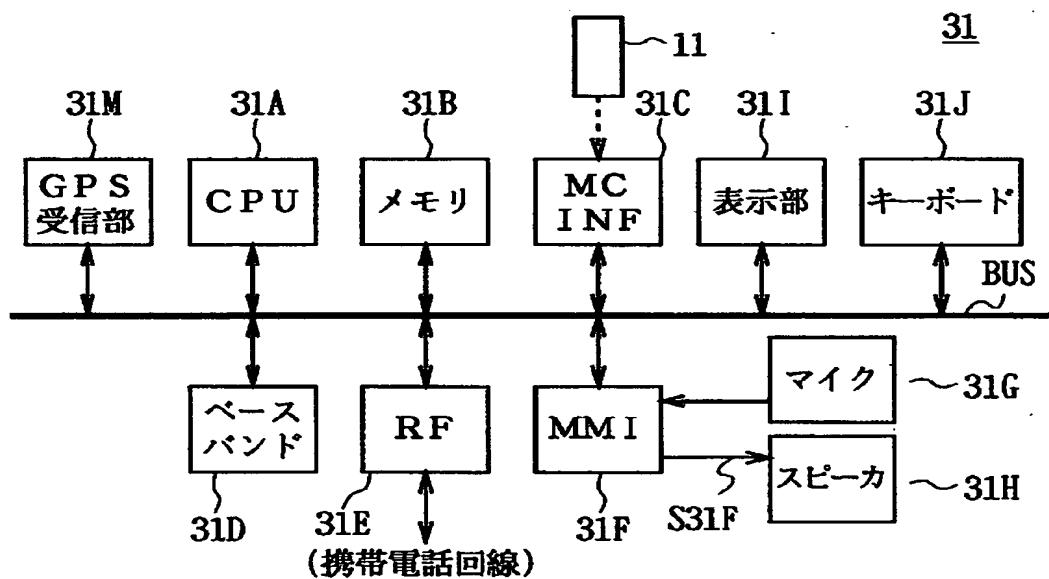 31
11
31M
31A
31B
31C
31I
31J
GPS
受信部
CPU
メモリ
MC
INF
表示部
キーボード
BUS
ベース
バンド
RF
MMI
マイク
31G
スピーカ
31H
31D
31E
31F
S31F
(携帯電話回線)